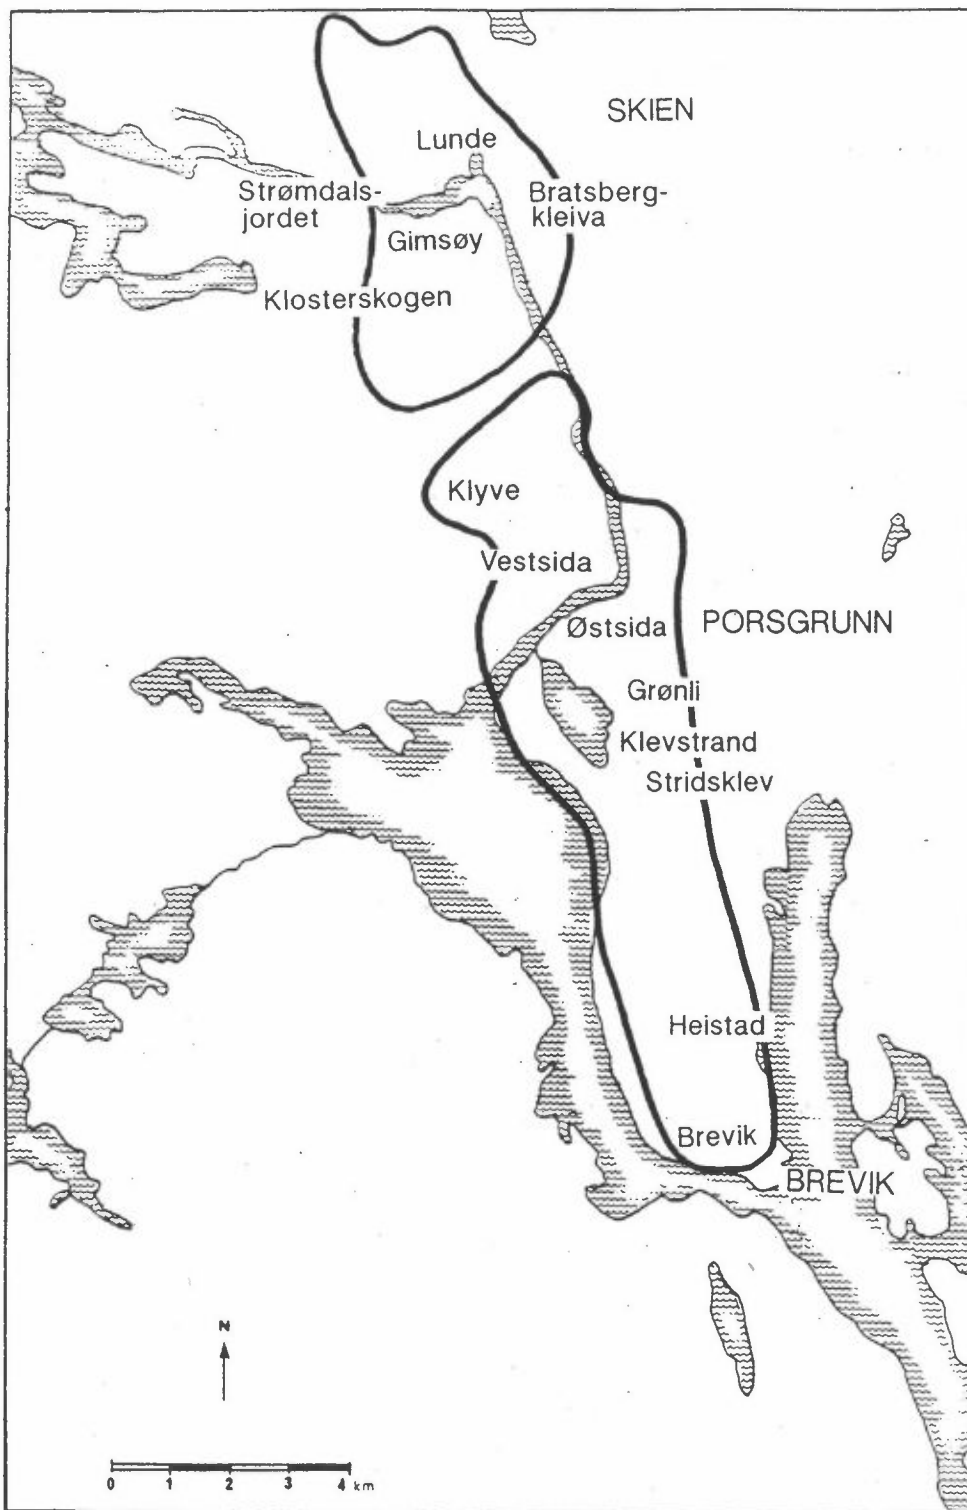 SKIEN
Lunde
Strømdals-
jordet
Bratsberg-
kleiva
Gimsøy
Klosterskogen
Klyve
Vestsida
Østsida
PORSGRUNN
Grønli
Klevstrand
Stridsklev
Heistad
Brevik
BREVIK
N
0 1 2 3 4 km